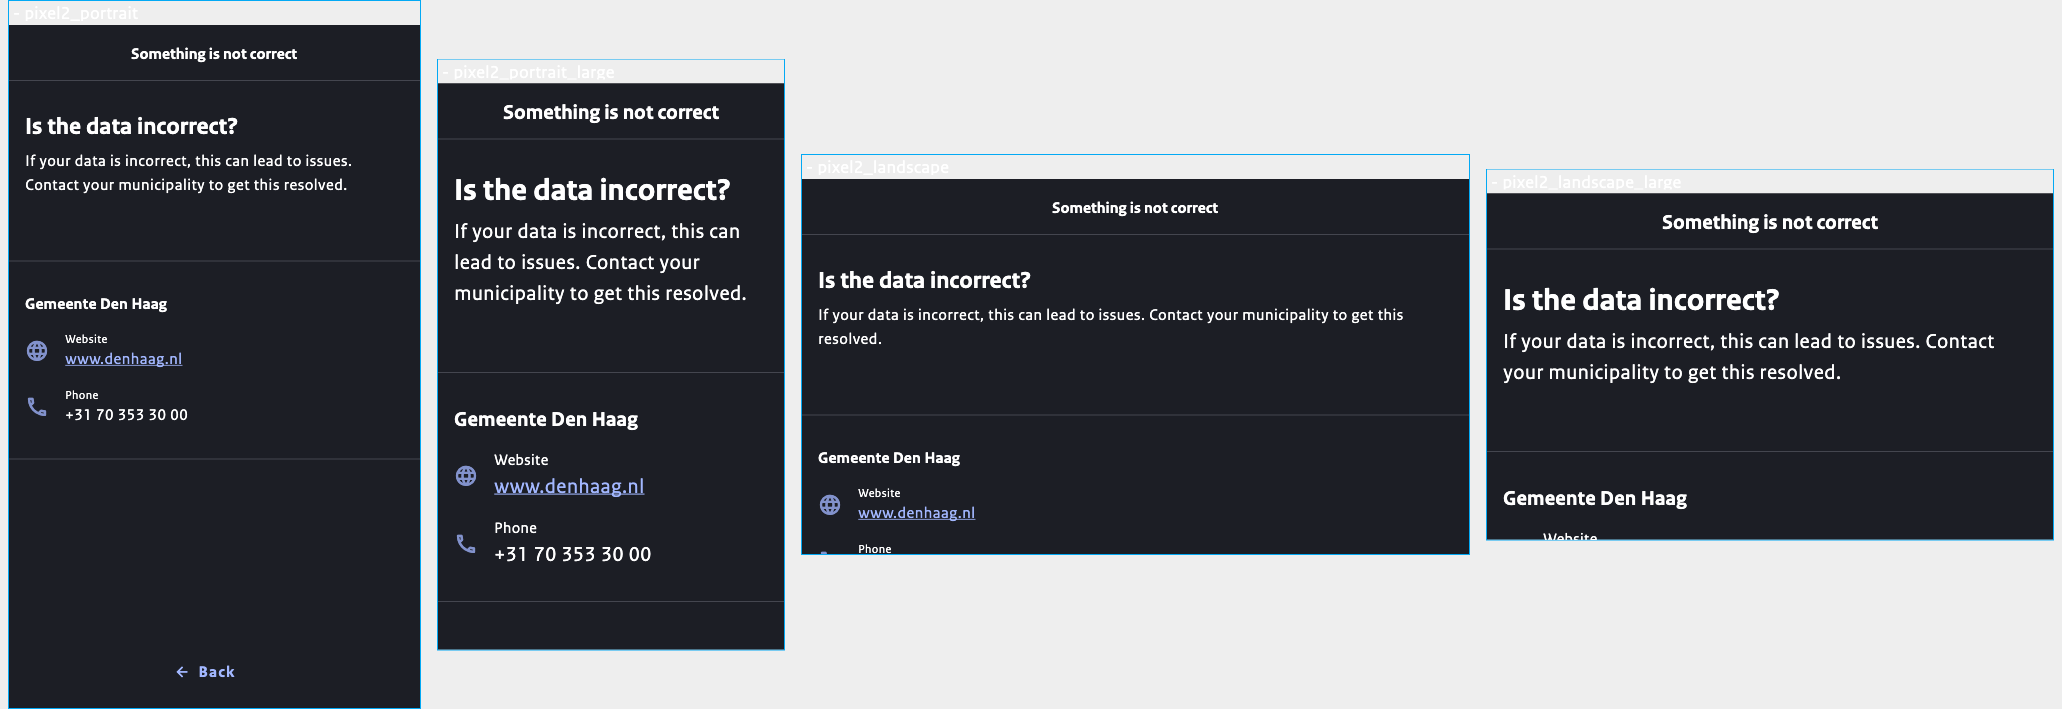 - pixel2_portrait
Something is not correct
Is the data incorrect?
If your data is incorrect, this can lead to issues.
Contact your municipality to get this resolved.
Gemeente Den Haag
Website
www.denhaag.nl
Phone
+31 70 353 30 00
Back
- pixel2_portrait_large
Something is not correct
Is the data incorrect?
If your data is incorrect, this can
lead to issues. Contact your
municipality to get this resolved.
Gemeente Den Haag
Website
www.denhaag.nl
Phone
+31 70 353 30 00
- pixel2_landscape
Something is not correct
Is the data incorrect?
If your data is incorrect, this can lead to issues. Contact your municipality to get this
resolved.
Gemeente Den Haag
Website
www.denhaag.nl
Phone
- pixel2_landscape_large
Something is not correct
Is the data incorrect?
If your data is incorrect, this can lead to issues. Contact
your municipality to get this resolved.
Gemeente Den Haag
Website